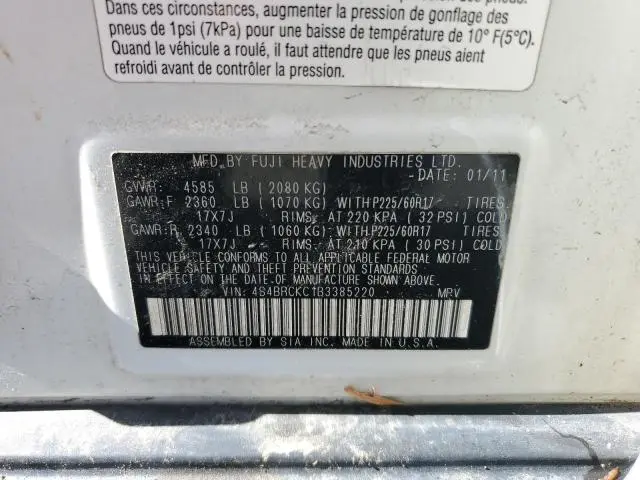 Dans ces circonstances, augmenter la pression de gonflage des
pneus de 1psi (7kPa) pour une baisse de température de 10° F(5°C).
Quand le véhicule a roulé, il faut attendre que les pneus aient
refroidi avant de contrôler la pression.
MFD BY FUJI HEAVY INDUSTRIES LTD.
DATE: 01/11
GVWR: 4585 LB (2080 KG)
GAWR:F 2360 LB (1070 KG) WITH P225/60R17 TIRES,
17X7J RIMS, AT 220 KPA (32 PSI) COLD
GAWR:R 2340 LB (1060 KG) WITH P225/60R17 TIRES,
17X7J RIMS, AT 210 KPA (30 PSI) COLD
THIS VEHICLE CONFORMS TO ALL APPLICABLE FEDERAL MOTOR
VEHICLE SAFETY AND THEFT PREVENTION STANDARDS
IN EFFECT ON THE DATE OF MANUFACTURE SHOWN ABOVE.
VIN: 4S4BRCKC1B3385220 MPV
ASSEMBLED BY SIA INC. MADE IN U.S.A.